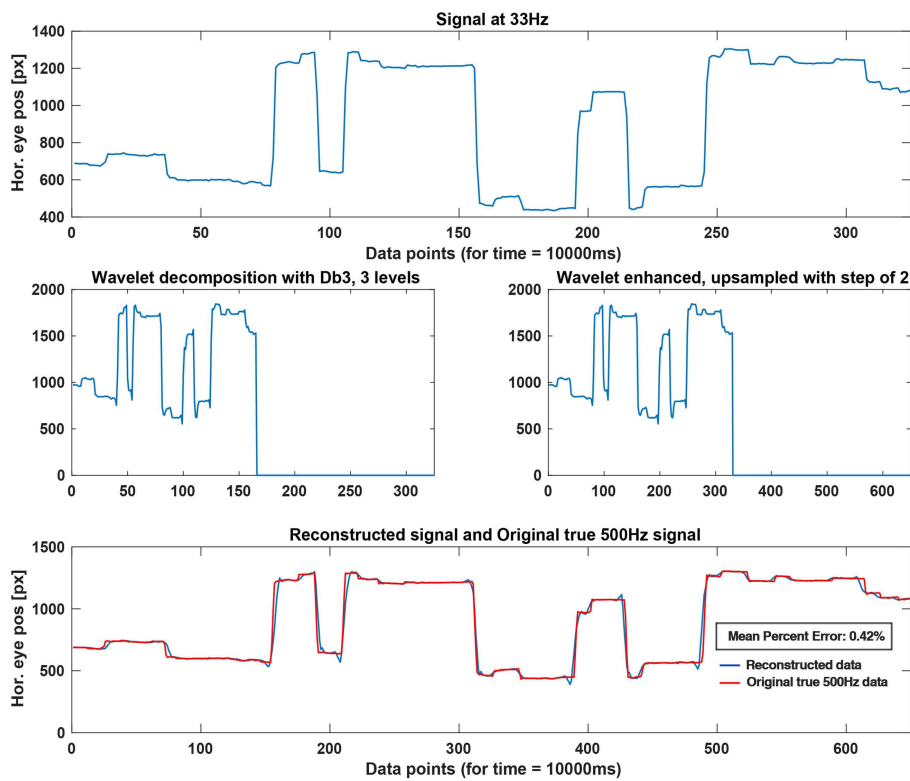 Signal at 33Hz
Hor. eye pos [px]
1400
1200
1000
800
600
400
0 50 100 150 200 250 300
Data points (for time = 10000ms)
Wavelet decomposition with Db3, 3 levels
2000
1500
1000
500
0
0 50 100 150 200 250 300
Wavelet enhanced, upsampled with step of 2
2000
1500
1000
500
0
0 100 200 300 400 500 600
Reconstructed signal and Original true 500Hz signal
Hor. eye pos [px]
1500
1000
500
0
Mean Percent Error: 0.42%
Reconstructed data
Original true 500Hz data
0 100 200 300 400 500 600
Data points (for time = 10000ms)